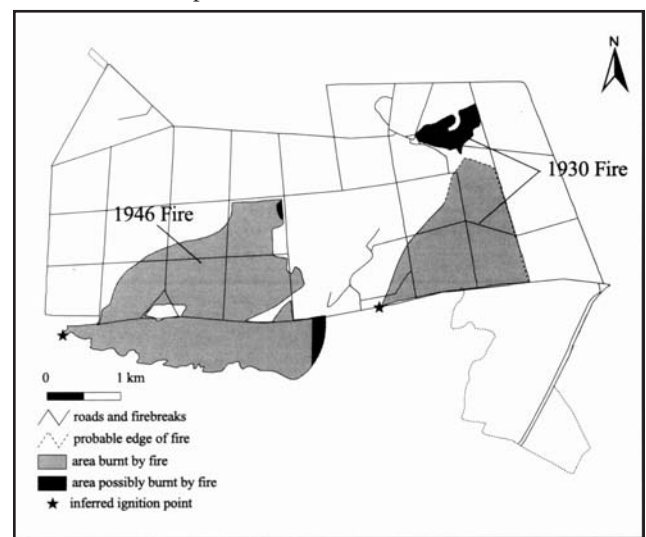 N
1930 Fire
1946 Fire
0 1 km
roads and firebreaks
probable edge of fire
area burnt by fire
area possibly burnt by fire
inferred ignition point